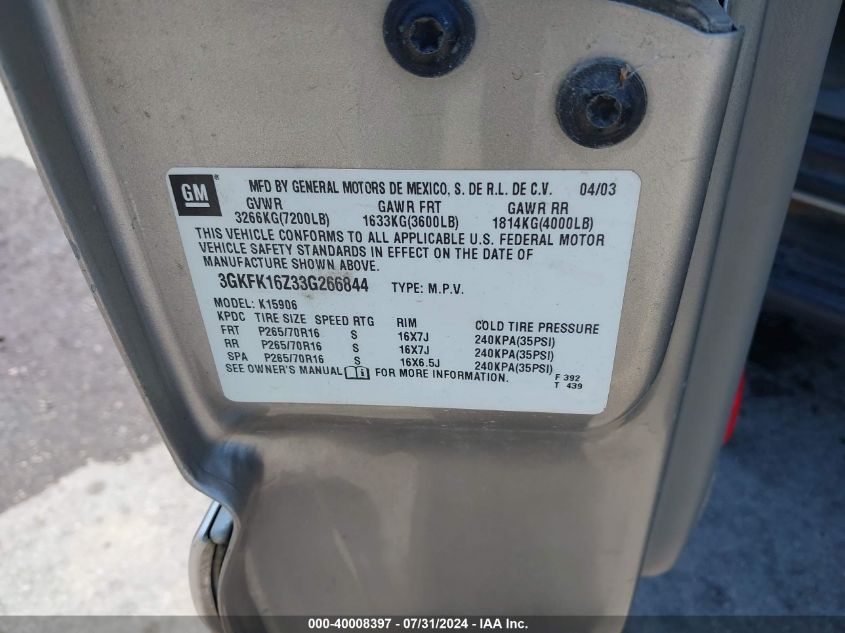 GM ® MFD BY GENERAL MOTORS DE MEXICO, S. DE R.L. DE C.V. 04/03
GVWR GAWR FRT GAWR RR
3266KG(7200LB) 1633KG(3600LB) 1814KG(4000LB)
THIS VEHICLE CONFORMS TO ALL APPLICABLE U.S. FEDERAL MOTOR
VEHICLE SAFETY STANDARDS IN EFFECT ON THE DATE OF
MANUFACTURE SHOWN ABOVE.
3GKFK16Z33G266844 TYPE: M.P.V.
MODEL: K15906
KPDC TIRE SIZE SPEED RTG RIM COLD TIRE PRESSURE
FRT P265/70R16 S 16X7J 240KPA(35PSI)
RR P265/70R16 S 16X7J 240KPA(35PSI)
SPA P265/70R16 S 16X6.5J 240KPA(35PSI)
SEE OWNER'S MANUAL FOR MORE INFORMATION. F 392
T 439
000-40008397 - 07/31/2024 - IAA Inc.